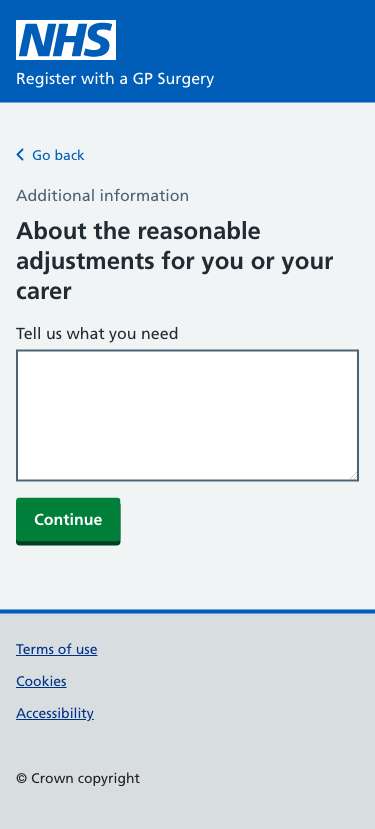 NHS
Register with a GP Surgery
Go back
Additional information
About the reasonable
adjustments for you or your
carer
Tell us what you need
Continue
Terms of use
Cookies
Accessibility
© Crown copyright